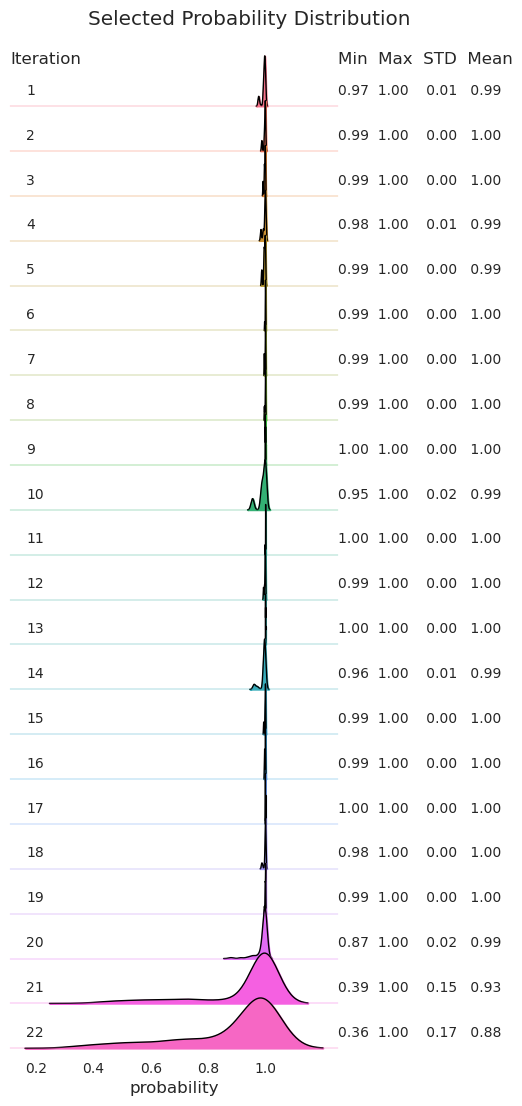 Selected Probability Distribution
Iteration Min Max STD Mean
1 0.97 1.00 0.01 0.99
2 0.99 1.00 0.00 1.00
3 0.99 1.00 0.00 1.00
4 0.98 1.00 0.01 0.99
5 0.99 1.00 0.00 0.99
6 0.99 1.00 0.00 1.00
7 0.99 1.00 0.00 1.00
8 0.99 1.00 0.00 1.00
9 1.00 1.00 0.00 1.00
10 0.95 1.00 0.02 0.99
11 1.00 1.00 0.00 1.00
12 0.99 1.00 0.00 1.00
13 1.00 1.00 0.00 1.00
14 0.96 1.00 0.01 0.99
15 0.99 1.00 0.00 1.00
16 0.99 1.00 0.00 1.00
17 1.00 1.00 0.00 1.00
18 0.98 1.00 0.00 1.00
19 0.99 1.00 0.00 1.00
20 0.87 1.00 0.02 0.99
21 0.39 1.00 0.15 0.93
22 0.36 1.00 0.17 0.88
0.2 0.4 0.6 0.8 1.0
probability